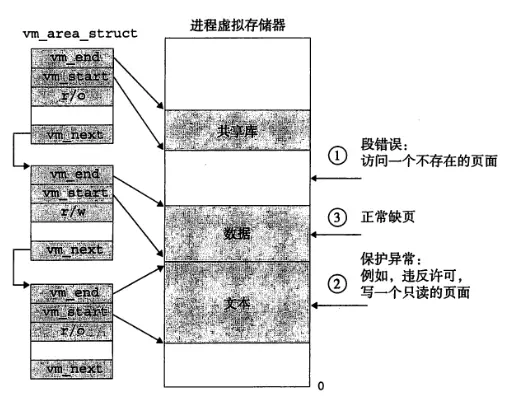 进程虚拟存储器
vm_area_struct
vm_end
vm_start
r/o
vm_next
共享库
① 段错误：
访问一个不存在的页面
vm_end
vm_start
r/w
vm_next
数据
③ 正常缺页
保护异常：
② 例如，违反许可，
写一个只读的页面
文本
vm_end
vm_start
r/o
vm_next
0